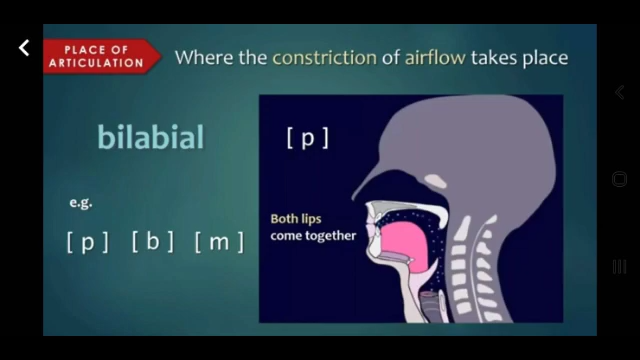 PLACE OF
ARTICULATION
Where the constriction of airflow takes place
bilabial
[ p ]
e.g.
[ p ] [ b ] [ m ]
Both lips
come together